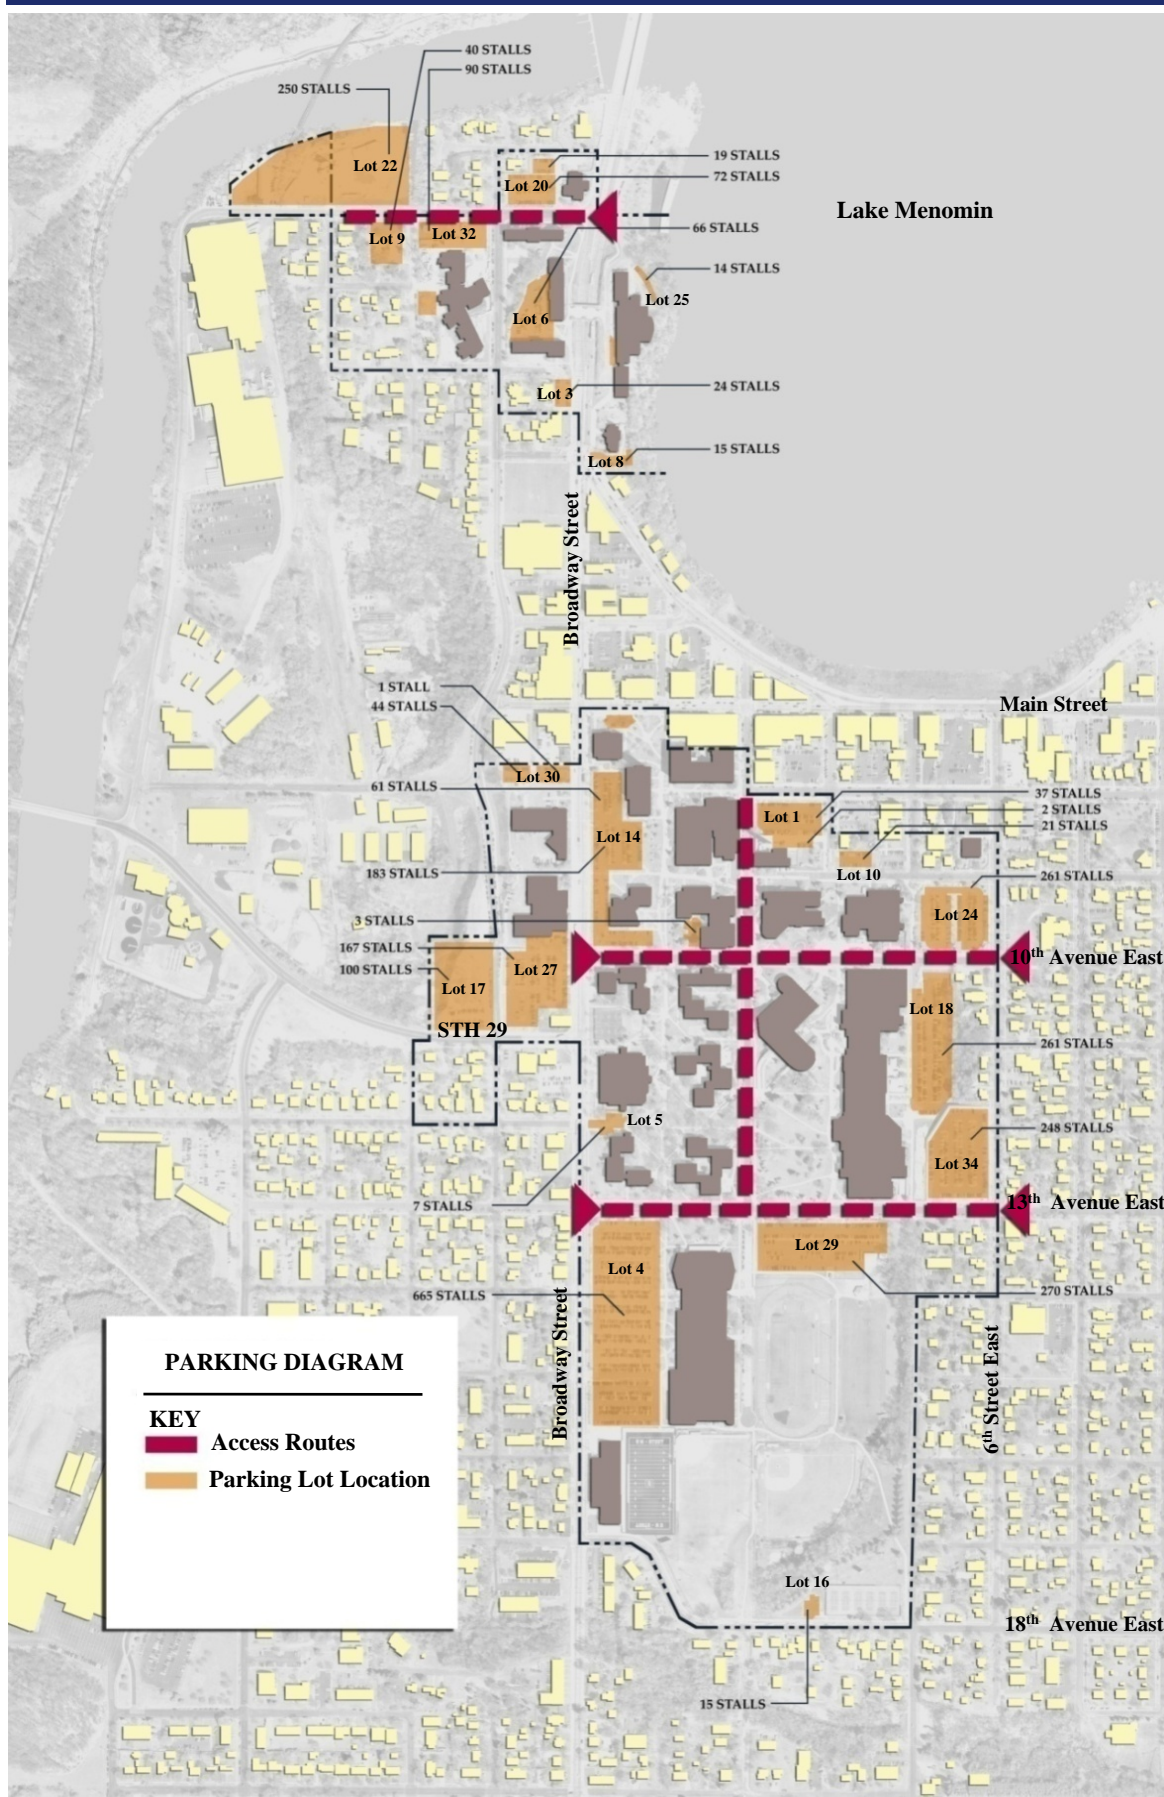 40 STALLS
90 STALLS
250 STALLS
19 STALLS
Lot 22
72 STALLS
Lot 20
Lake Menomin
66 STALLS
Lot 9
Lot 32
14 STALLS
Lot 25
Lot 6
24 STALLS
Lot 3
15 STALLS
Lot 8
Broadway Street
1 STALL
44 STALLS
Main Street
Lot 30
61 STALLS
37 STALLS
2 STALLS
Lot 1
21 STALLS
Lot 14
183 STALLS
Lot 10
261 STALLS
3 STALLS
Lot 24
167 STALLS
10th Avenue East
100 STALLS
Lot 27
Lot 17
Lot 18
STH 29
261 STALLS
Lot 5
248 STALLS
Lot 34
7 STALLS
13th Avenue East
Lot 29
Lot 4
665 STALLS
270 STALLS
Broadway Street
6th Street East
PARKING DIAGRAM
KEY
Access Routes
Parking Lot Location
Lot 16
18th Avenue East
15 STALLS